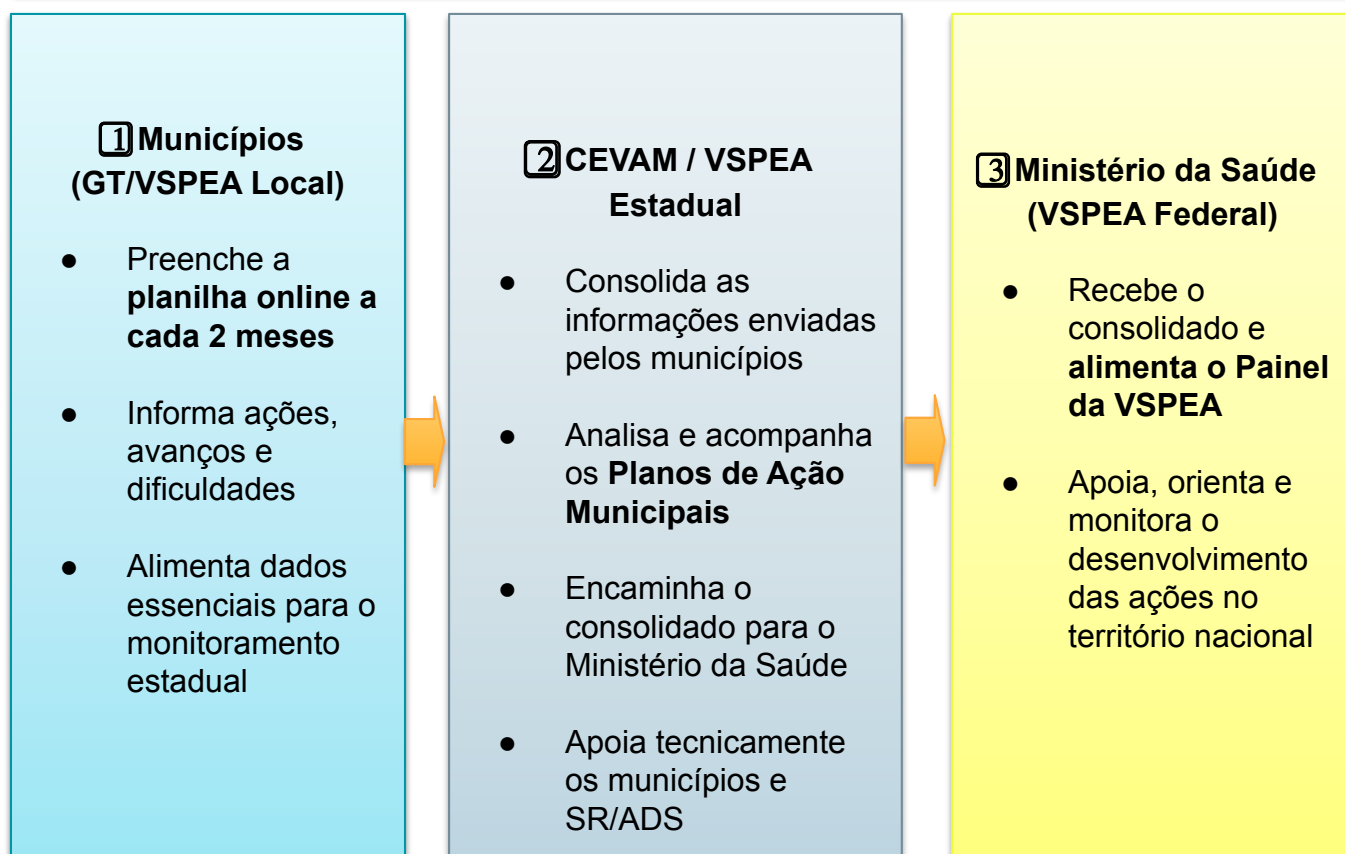 1 Municípios
(GT/VSPEA Local)
● Preenche a
planilha online a
cada 2 meses
● Informa ações,
avanços e
dificuldades
● Alimenta dados
essenciais para o
monitoramento
estadual
2 CEVAM / VSPEA
Estadual
● Consolida as
informações enviadas
pelos municípios
● Analisa e acompanha
os Planos de Ação
Municipais
● Encaminha o
consolidado para o
Ministério da Saúde
● Apoia tecnicamente
os municípios e
SR/ADS
3 Ministério da Saúde
(VSPEA Federal)
● Recebe o
consolidado e
alimenta o Painel
da VSPEA
● Apoia, orienta e
monitora o
desenvolvimento
das ações no
território nacional